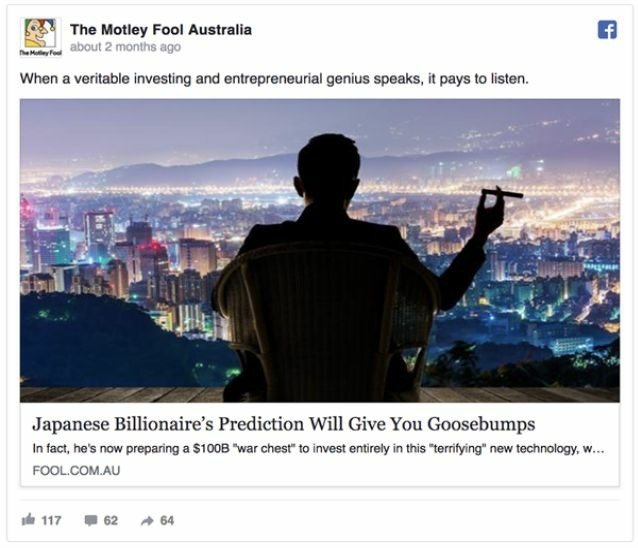 The Motley Fool Australia
about 2 months ago
The Motley Fool
When a veritable investing and entrepreneurial genius speaks, it pays to listen.
Japanese Billionaire's Prediction Will Give You Goosebumps
In fact, he's now preparing a $100B "war chest" to invest entirely in this "terrifying" new technology, w...
FOOL.COM.AU
117 62 64